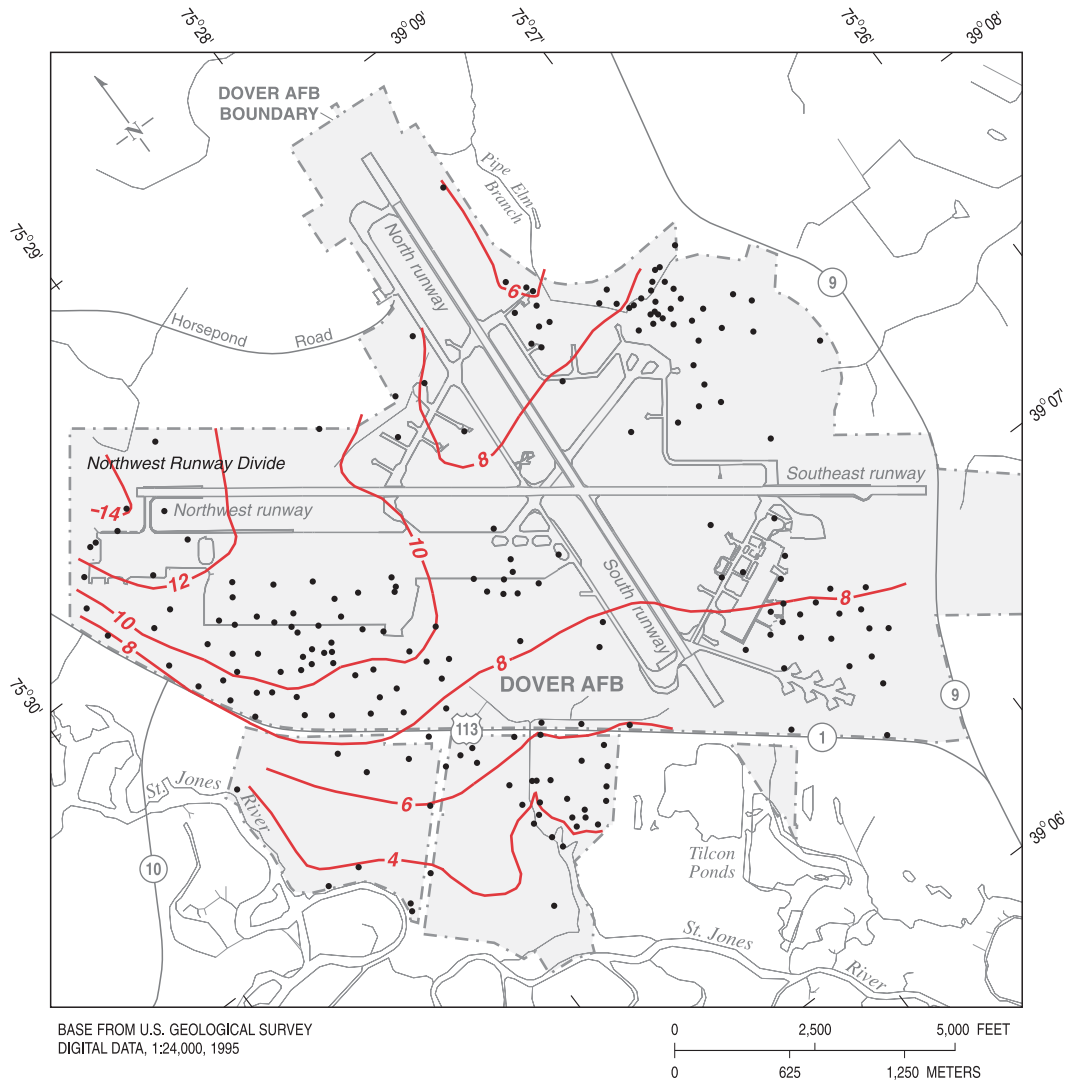 75°28'
39°09'
75°27'
75°26'
39°08'
DOVER AFB
BOUNDARY
N
Pipe Elm
Branch
75°29'
North runway
9
6
Horsepond Road
39°07'
8
Northwest Runway Divide
Southeast runway
14
Northwest runway
10
12
South runway
8
10
8
8
DOVER AFB
75°30'
9
113
1
St. Jones
River
6
39°06'
4
10
Tilcon
Ponds
St. Jones
River
BASE FROM U.S. GEOLOGICAL SURVEY
DIGITAL DATA, 1:24,000, 1995
0 2,500 5,000 FEET
0 625 1,250 METERS